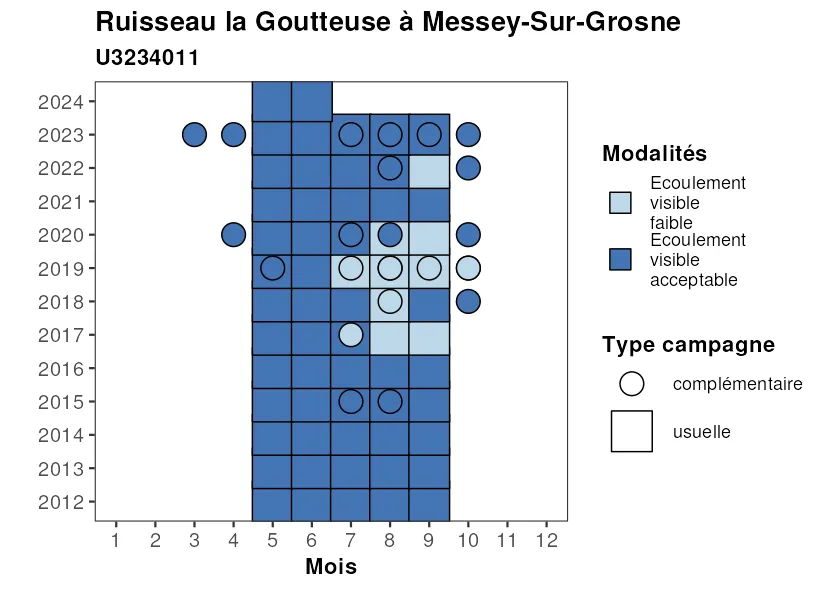 Ruisseau la Goutteuse à Messey-Sur-Grosne
U3234011
2024
2023
2022
2021
2020
2019
2018
2017
2016
2015
2014
2013
2012
1 2 3 4 5 6 7 8 9 10 11 12
Mois
Modalités
Ecoulement
visible
faible
Ecoulement
visible
acceptable
Type campagne
complémentaire
usuelle